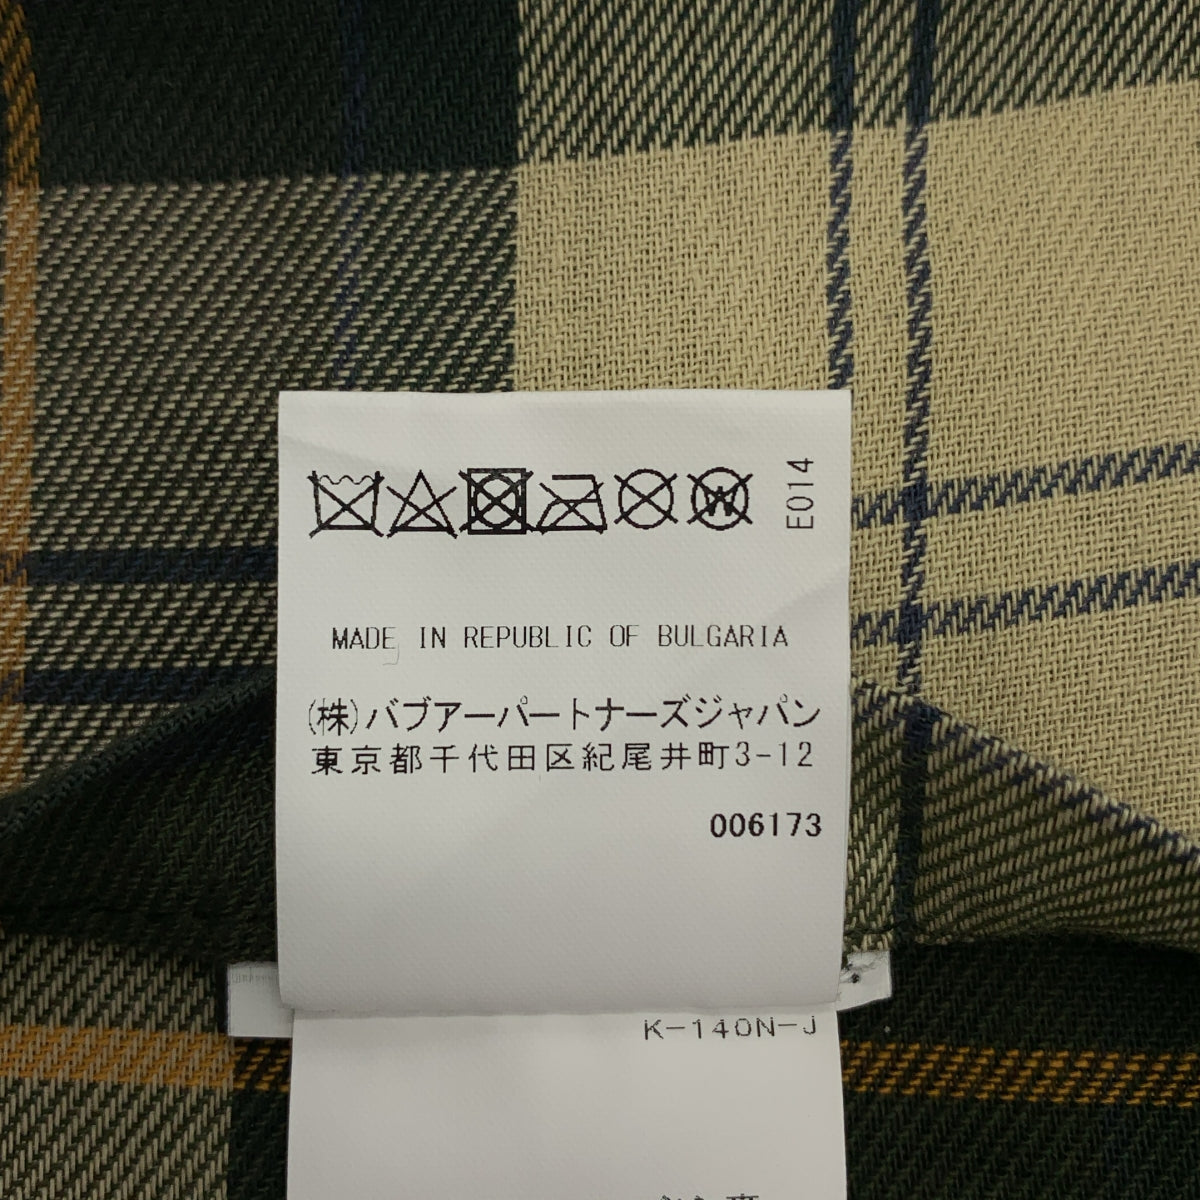 E014
MADE IN REPUBLIC OF BULGARIA
(株)バブアーパートナーズジャパン
東京都千代田区紀尾井町3-12
006173
K-140N-J